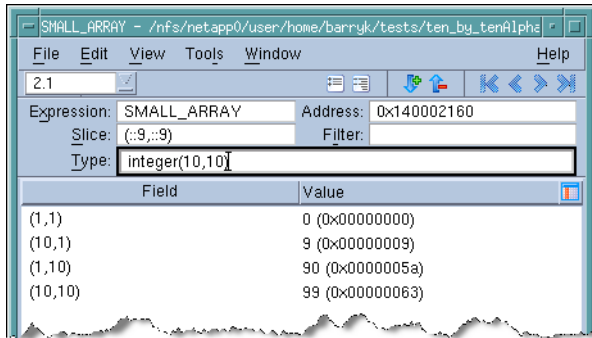 SMALL_ARRAY - /nfs/netapp0/user/home/barryk/tests/ten_by_tenAlpha
File Edit View Tools Window Help
2.1
Expression: SMALL_ARRAY Address: 0x140002160
Slice: (::9,::9) Filter:
Type: integer(10,10)
Field Value
(1,1) 0 (0x00000000)
(10,1) 9 (0x00000009)
(1,10) 90 (0x0000005a)
(10,10) 99 (0x00000063)